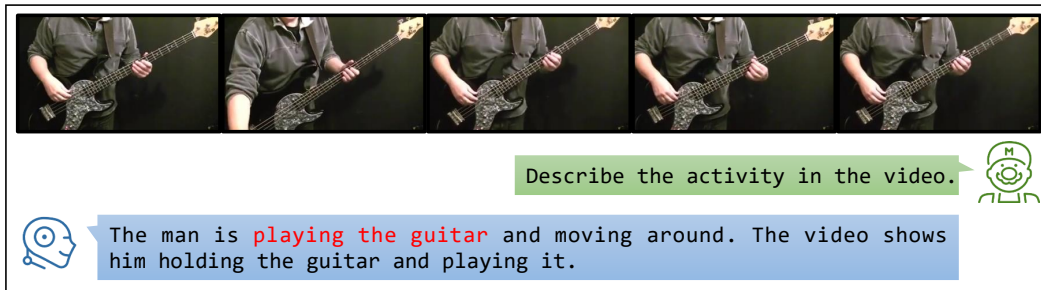 M
Describe the activity in the video.
The man is playing the guitar and moving around. The video shows
him holding the guitar and playing it.